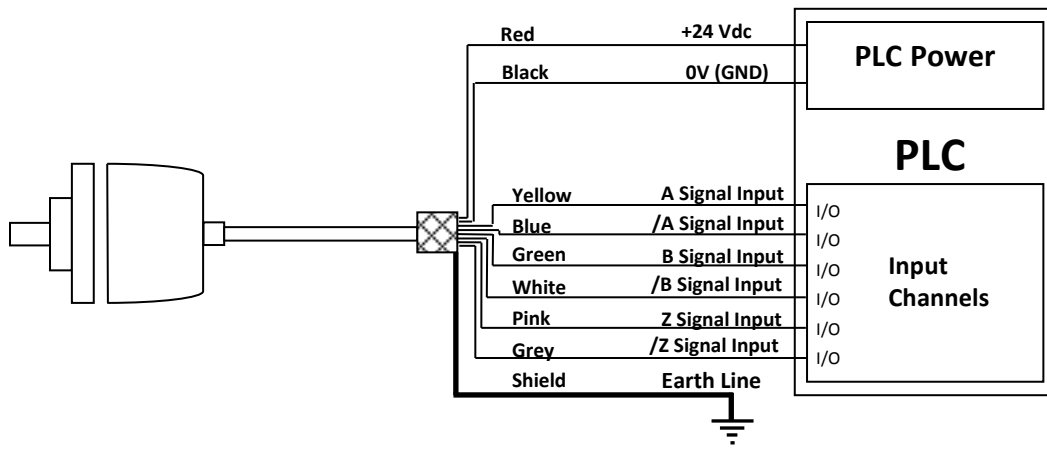 Red +24 Vdc
Black 0V (GND)
PLC Power
PLC
Yellow A Signal Input I/O
Blue /A Signal Input I/O
Green B Signal Input I/O
White /B Signal Input I/O
Pink Z Signal Input I/O
Grey /Z Signal Input I/O
Input
Channels
Shield Earth Line